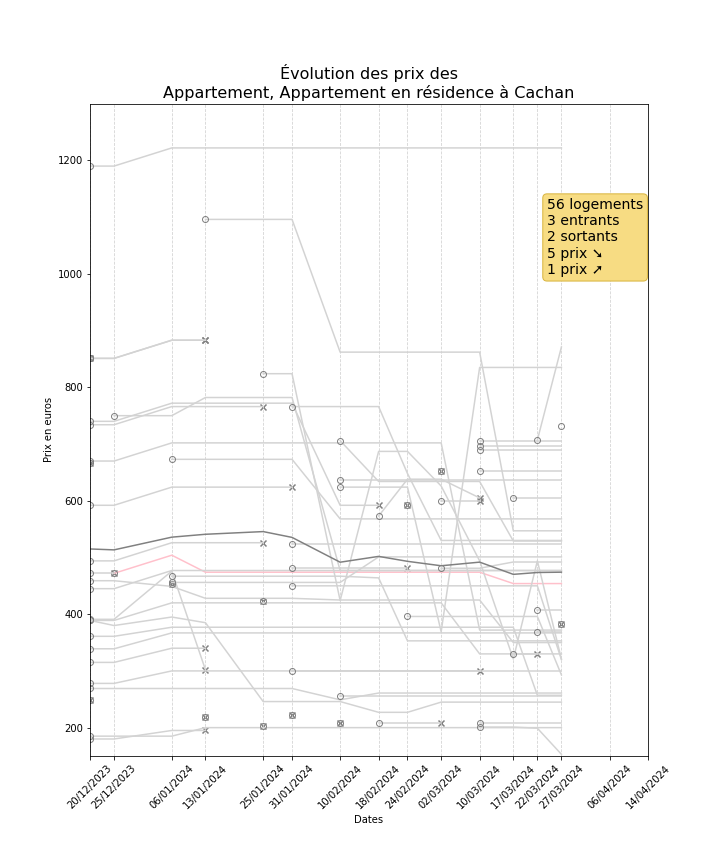 Évolution des prix des
Appartement, Appartement en résidence à Cachan
1200
1000
800
600
400
200
Prix en euros
56 logements
3 entrants
2 sortants
5 prix ↘
1 prix ↗
20/12/2023
25/12/2023
06/01/2024
13/01/2024
25/01/2024
31/01/2024
10/02/2024
18/02/2024
24/02/2024
02/03/2024
10/03/2024
17/03/2024
22/03/2024
27/03/2024
06/04/2024
14/04/2024
Dates